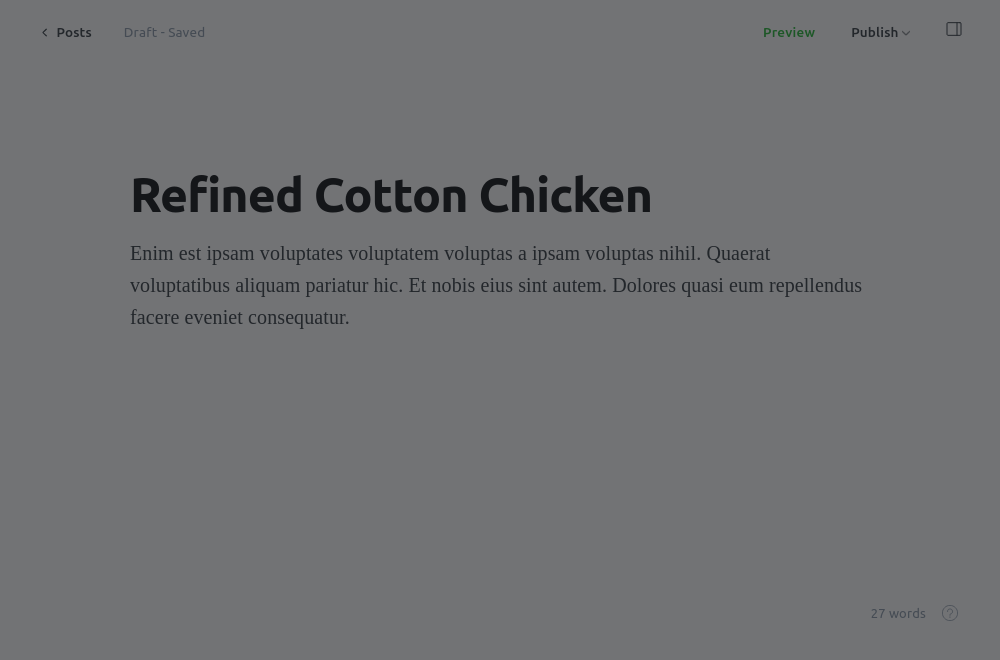 Posts Draft - Saved Preview Publish
Refined Cotton Chicken
Enim est ipsam voluptates voluptatem voluptas a ipsam voluptas nihil. Quaerat
voluptatibus aliquam pariatur hic. Et nobis eius sint autem. Dolores quasi eum repellendus
facere eveniet consequatur.
27 words ?